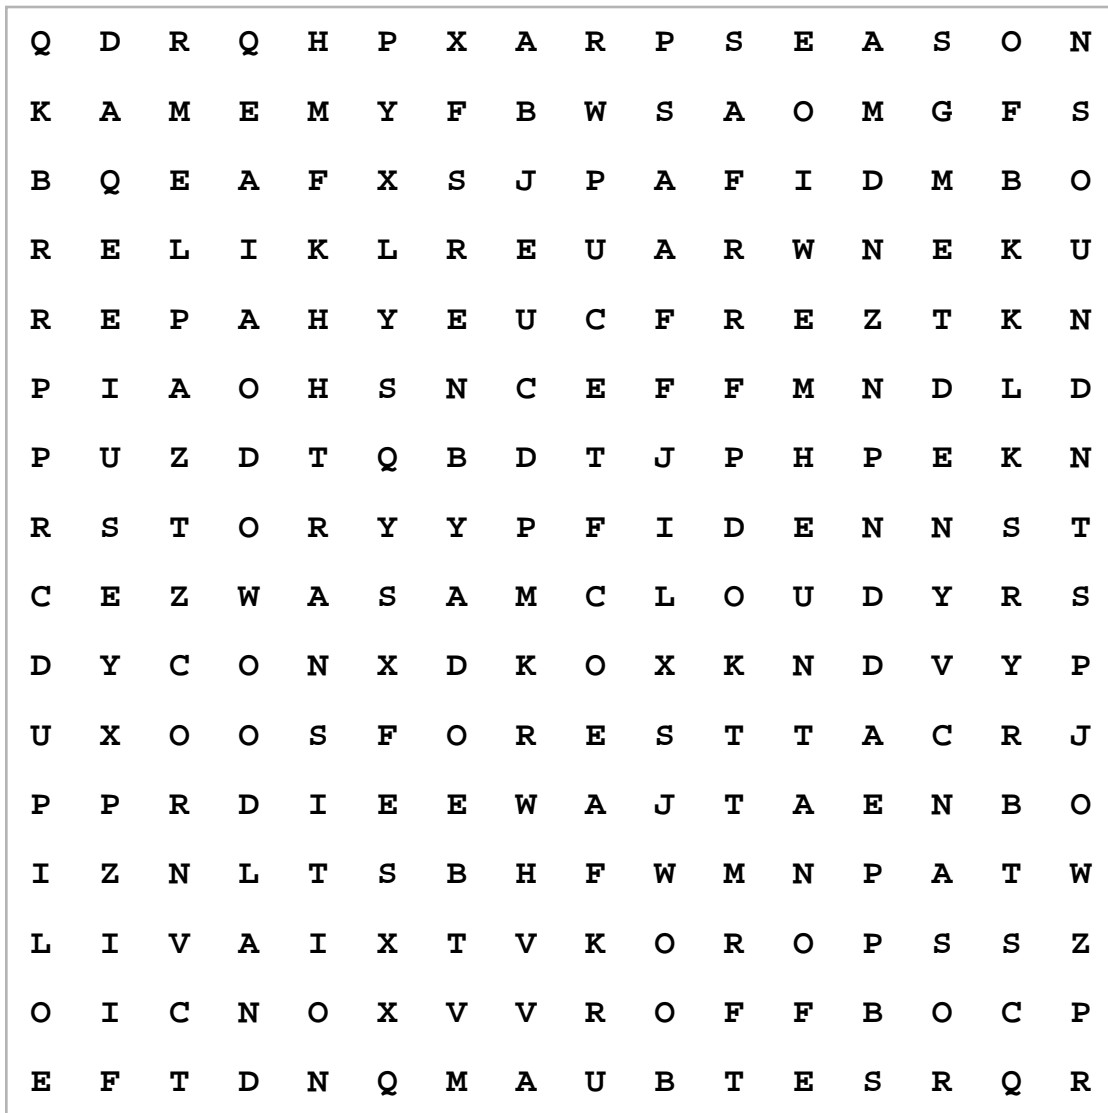 Q D R Q H P X A R P S E A S O N
K A M E M Y F B W S A O M G F S
B Q E A F X S J P A F I D M B O
R E L I K L R E U A R W N E K U
R E P A H Y E U C F R E Z T K N
P I A O H S N C E F F M N D L D
P U Z D T Q B D T J P H P E K N
R S T O R Y Y P F I D E N N S T
C E Z W A S A M C L O U D Y R S
D Y C O N X D K O X K N D V Y P
U X O O S F O R E S T T A C R J
P P R D I E E W A J T A E N B O
I Z N L T S B H F W M N P A T W
L I V A I X T V K O R O P S S Z
O I C N O X V V R O F F B O C P
E F T D N Q M A U B T E S R Q R